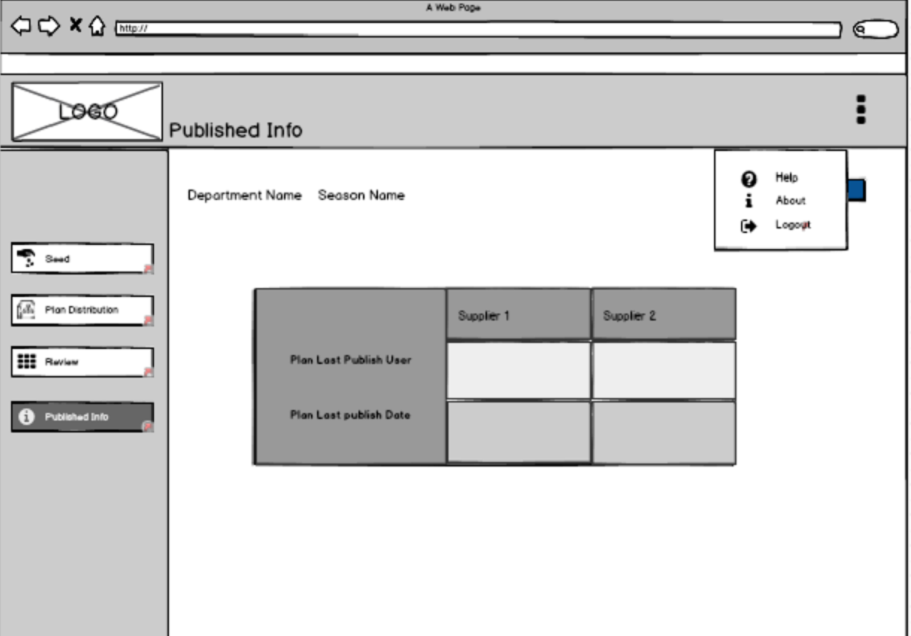 A Web Page
http://
LOGO
Published Info
Department Name Season Name
Help
About
Logout
Seed
Plan Distribution
Review
Published Info
Supplier 1 Supplier 2
Plan Last Publish User
Plan Last publish Date